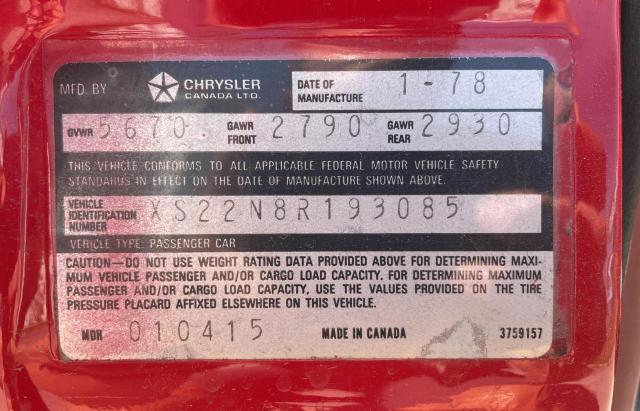 MFD. BY CHRYSLER CANADA LTD. DATE OF MANUFACTURE 1-78
GVWR 5670 GAWR FRONT 2790 GAWR REAR 2930
THIS VEHICLE CONFORMS TO ALL APPLICABLE FEDERAL MOTOR VEHICLE SAFETY
STANDARDS IN EFFECT ON THE DATE OF MANUFACTURE SHOWN ABOVE.
VEHICLE IDENTIFICATION NUMBER XS22N8R193085
VEHICLE TYPE: PASSENGER CAR
CAUTION—DO NOT USE WEIGHT RATING DATA PROVIDED ABOVE FOR DETERMINING MAXI-
MUM VEHICLE PASSENGER AND/OR CARGO LOAD CAPACITY. FOR DETERMINING MAXIMUM
PASSENGER AND/OR CARGO LOAD CAPACITY, USE THE VALUES PROVIDED ON THE TIRE
PRESSURE PLACARD AFFIXED ELSEWHERE ON THIS VEHICLE.
MDH 010415 MADE IN CANADA 3759157